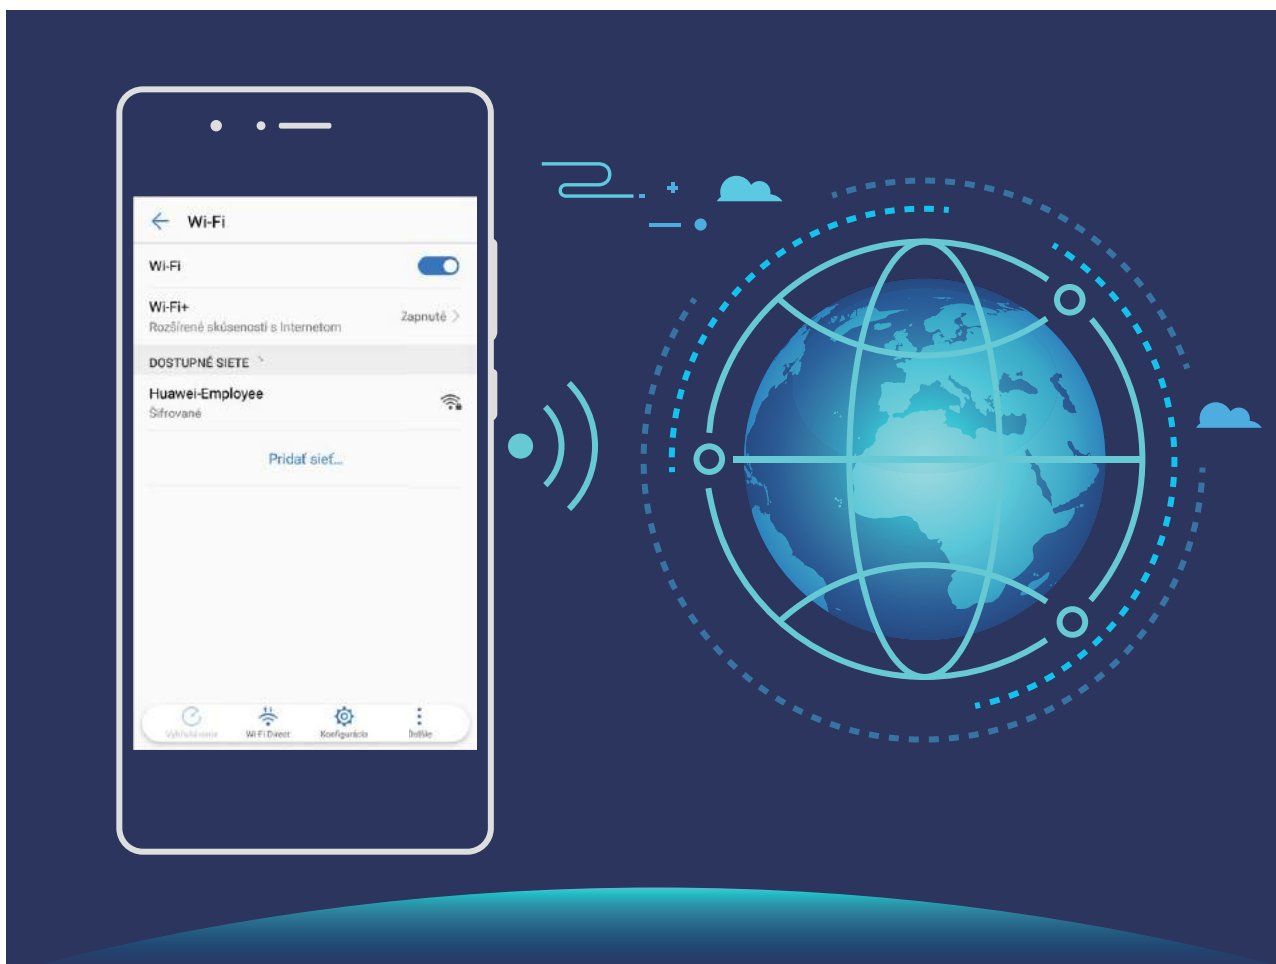 Wi-Fi
Wi-Fi
Wi-Fi+
Rozšírené skúsenosti s Internetom
Zapnuté
DOSTUPNÉ SIETE
Huawei-Employee
Šifrované
Pridať sieť...
Vyhľadávanie
Wi-Fi Direct
Konfigurácia
Ďalšie